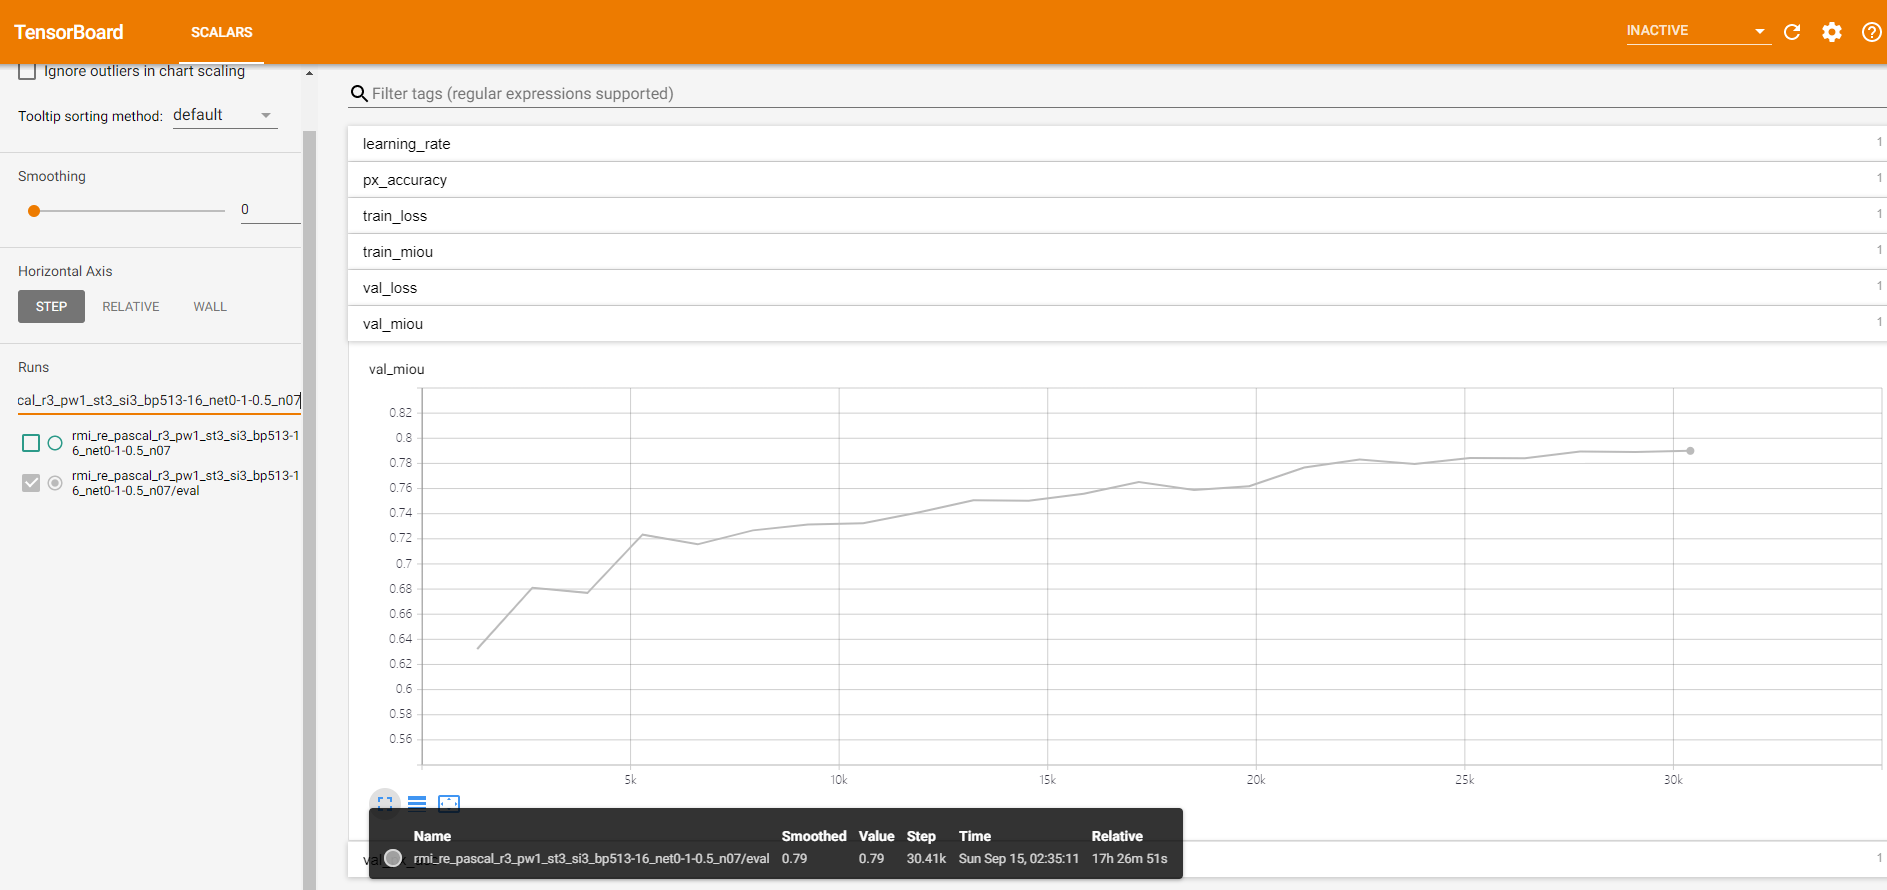 TensorBoard
SCALARS
INACTIVE
Ignore outliers in chart scaling
Tooltip sorting method: default
Smoothing
0
Horizontal Axis
STEP RELATIVE WALL
Runs
cal_r3_pw1_st3_si3_bp513-16_net0-1-0.5_n07
rmi_re_pascal_r3_pw1_st3_si3_bp513-1
6_net0-1-0.5_n07
rmi_re_pascal_r3_pw1_st3_si3_bp513-1
6_net0-1-0.5_n07/eval
Filter tags (regular expressions supported)
learning_rate 1
px_accuracy 1
train_loss 1
train_miou 1
val_loss 1
val_miou 1
val_miou
0.82
0.8
0.78
0.76
0.74
0.72
0.7
0.68
0.66
0.64
0.62
0.6
0.58
0.56
5k 10k 15k 20k 25k 30k
1
Name Smoothed Value Step Time Relative
rmi_re_pascal_r3_pw1_st3_si3_bp513-16_net0-1-0.5_n07/eval 0.79 0.79 30.41k Sun Sep 15, 02:35:11 17h 26m 51s